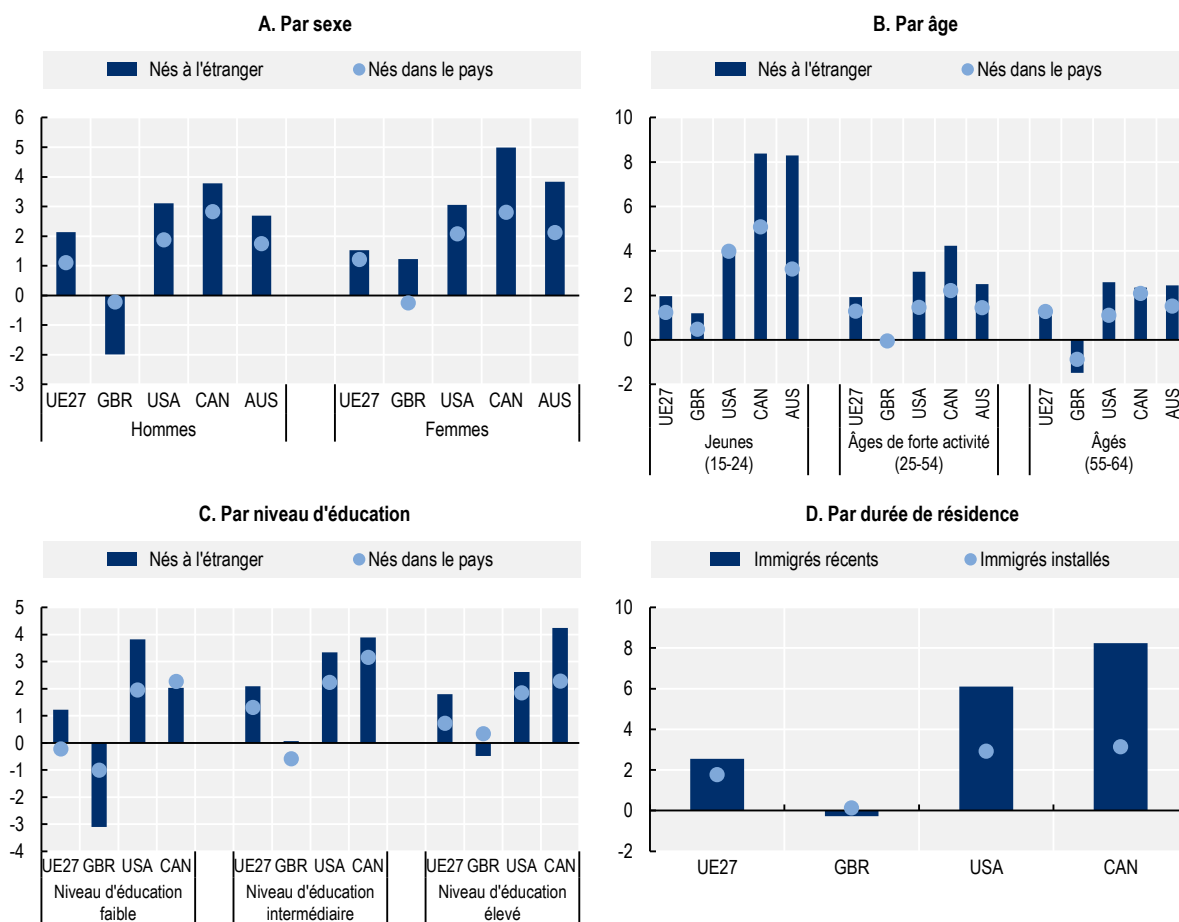 A. Par sexe
Nés à l'étranger Nés dans le pays
6
5
4
3
2
1
0
-1
-2
-3
UE27 GBR USA CAN AUS UE27 GBR USA CAN AUS
Hommes Femmes
B. Par âge
Nés à l'étranger Nés dans le pays
10
8
6
4
2
0
-2
UE27 GBR USA CAN AUS UE27 GBR USA CAN AUS UE27 GBR USA CAN AUS
Jeunes Âges de forte activité Âgés
(15-24) (25-54) (55-64)
C. Par niveau d'éducation
Nés à l'étranger Nés dans le pays
5
4
3
2
1
0
-1
-2
-3
-4
UE27 GBR USA CAN UE27 GBR USA CAN UE27 GBR USA CAN
Niveau d'éducation Niveau d'éducation Niveau d'éducation
faible intermédiaire élevé
D. Par durée de résidence
Immigrés récents Immigrés installés
10
8
6
4
2
0
-2
UE27 GBR USA CAN